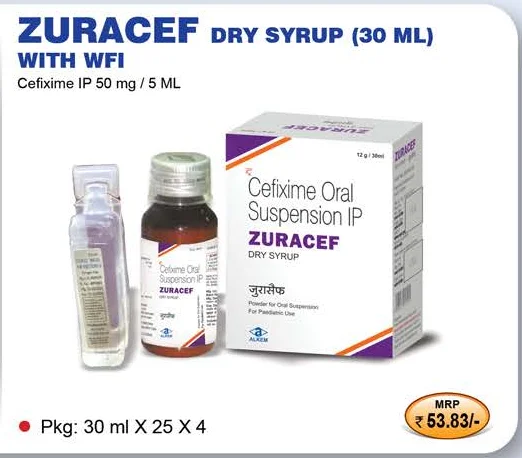 ZURACEF DRY SYRUP (30 ML)
WITH WFI
Cefixime IP 50 mg / 5 ML
12 g / 30ml
Cefixime Oral
Suspension IP
ZURACEF
DRY SYRUP
जुरासैफ
Powder for Oral Suspension
For Paediatric Use
ALKEM
ZURACEF
Cefixime Oral
Suspension IP
ZURACEF
DRY SYRUP
जुरासैफ
ALKEM
Pkg: 30 ml X 25 X 4
MRP
₹ 53.83/-